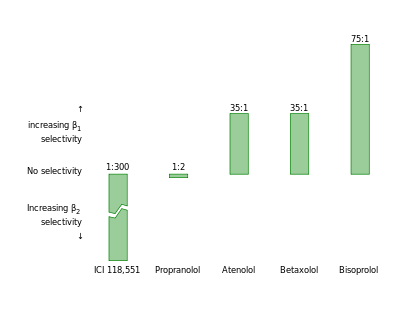 75:1
↑
35:1 35:1
increasing β1
selectivity
No selectivity
1:300 1:2
Increasing β2
selectivity
↓
ICI 118,551 Propranolol Atenolol Betaxolol Bisoprolol